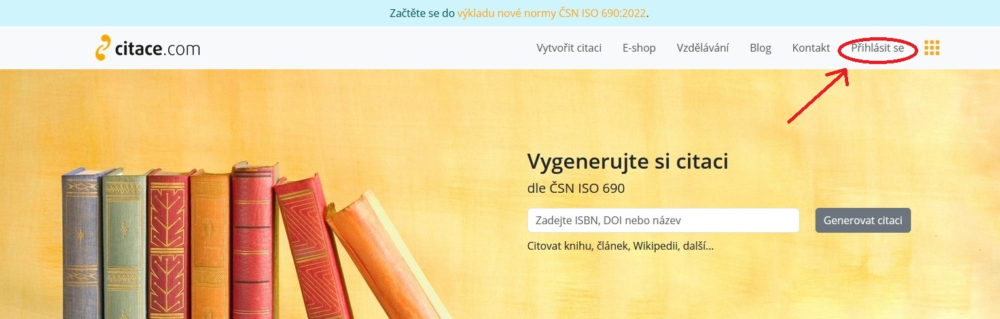 Začtěte se do výkladu nové normy ČSN ISO 690:2022.
citace.com
Vytvořit citaci E-shop Vzdělávání Blog Kontakt Přihlásit se
Vygenerujte si citaci
dle ČSN ISO 690
Zadejte ISBN, DOI nebo název
Generovat citaci
Citovat knihu, článek, Wikipedii, další...